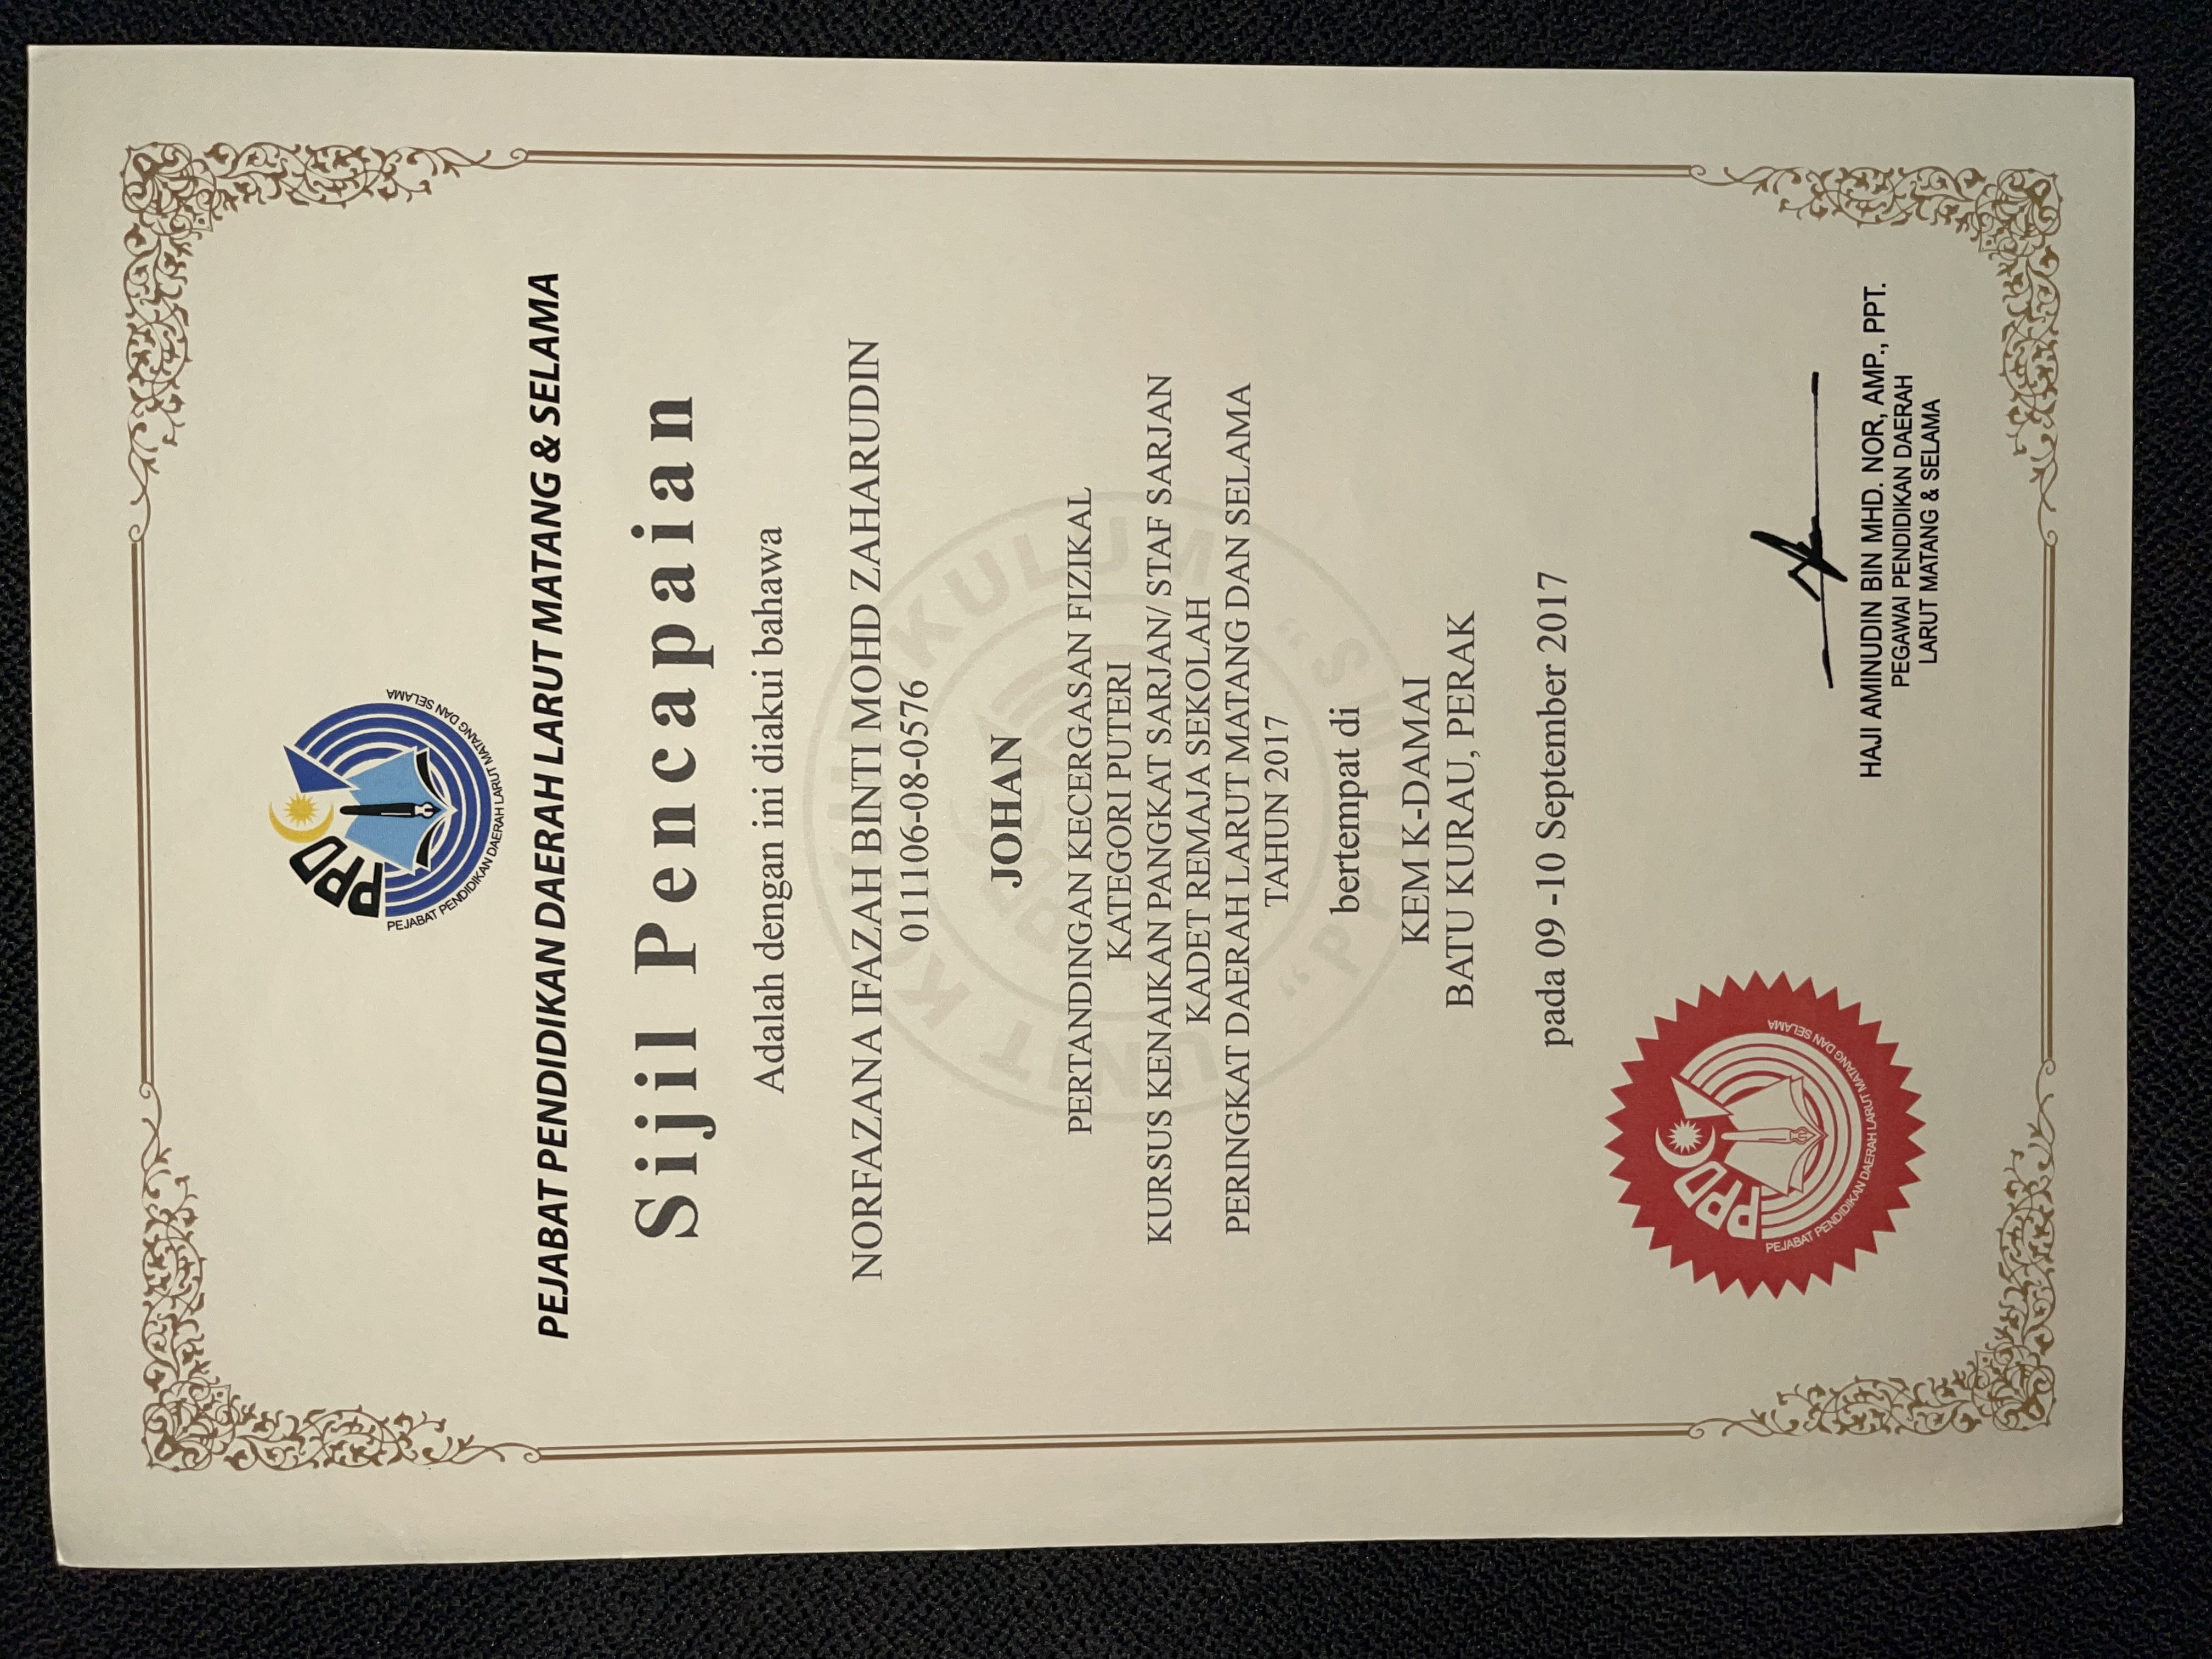 PPD
PEJABAT PENDIDIKAN DAERAH LARUT MATANG DAN SELAMA
PEJABAT PENDIDIKAN DAERAH LARUT MATANG & SELAMA
Sijil Pencapaian
Adalah dengan ini diakui bahawa
NORFAZANA IFAZAH BINTI MOHD ZAHARUDIN
011106-08-0576
JOHAN
PERTANDINGAN KECERGASAN FIZIKAL
KATEGORI PUTERI
KURSUS KENAIKAN PANGKAT SARJAN/ STAF SARJAN
KADET REMAJA SEKOLAH
PERINGKAT DAERAH LARUT MATANG DAN SELAMA
TAHUN 2017
bertempat di
KEM K-DAMAI
BATU KURAU, PERAK
pada 09 -10 September 2017
UNIT KOKURIKULUM
"PPDLMS"
PPD
PPD
PEJABAT PENDIDIKAN DAERAH LARUT MATANG DAN SELAMA
HAJI AMINUDIN BIN MHD. NOR, AMP., PPT.
PEGAWAI PENDIDIKAN DAERAH
LARUT MATANG & SELAMA